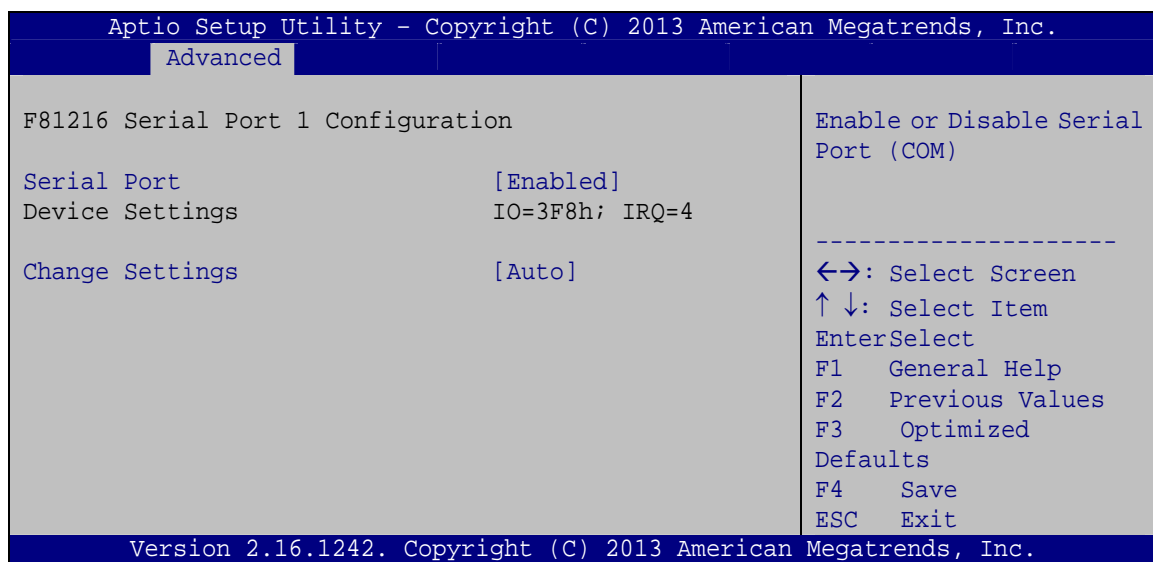 Aptio Setup Utility – Copyright (C) 2013 American Megatrends, Inc.
Advanced
F81216 Serial Port 1 Configuration
Serial Port [Enabled]
Device Settings IO=3F8h; IRQ=4
Change Settings [Auto]
Enable or Disable Serial
Port (COM)
---------------------
←→: Select Screen
↑ ↓: Select Item
EnterSelect
F1 General Help
F2 Previous Values
F3 Optimized
Defaults
F4 Save
ESC Exit
Version 2.16.1242. Copyright (C) 2013 American Megatrends, Inc.